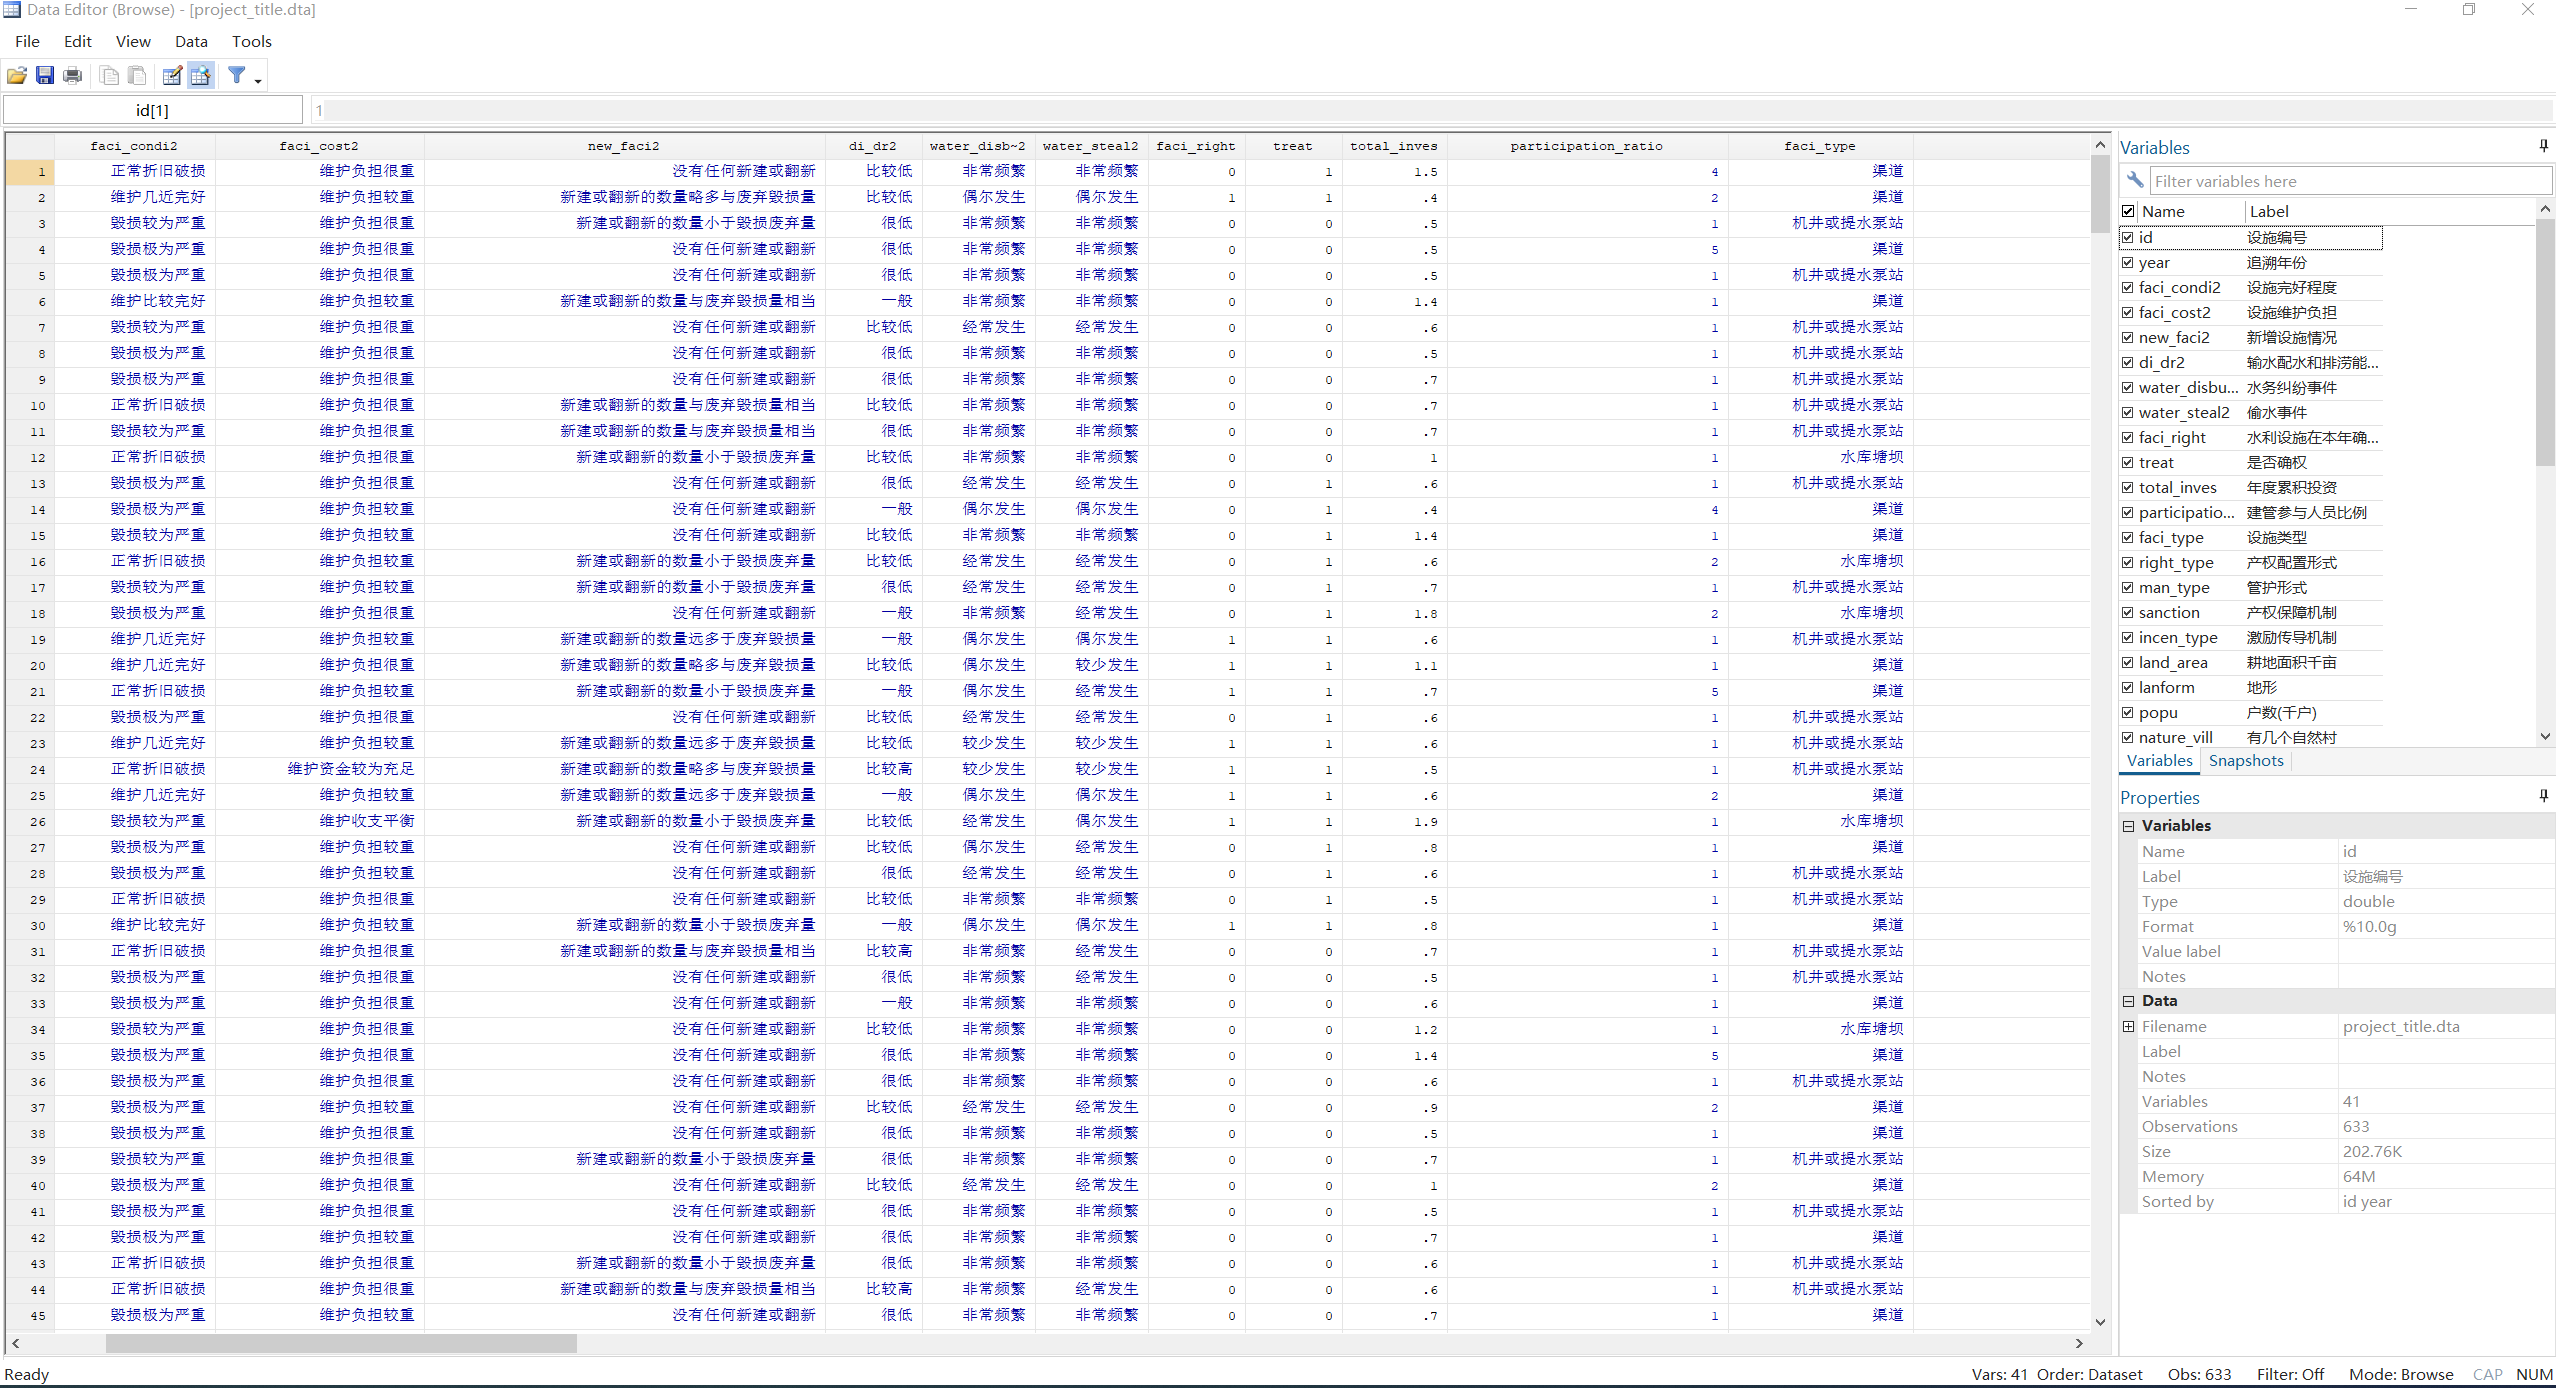 Data Editor (Browse) - [project_title.dta]
File Edit View Data Tools
id[1] 1
faci_condi2 faci_cost2 new_faci2 di_dr2 water_disb~2 water_steal2 faci_right treat total_inves participation_ratio faci_type
1 正常折旧破损 维护负担很重 没有任何新建或翻新 比较低 非常频繁 非常频繁 0 1 1.5 4 渠道
2 维护几近完好 维护负担较重 新建或翻新的数量略多与废弃毁损量 比较低 偶尔发生 偶尔发生 1 1 .4 2 渠道
3 毁损较为严重 维护负担很重 新建或翻新的数量小于毁损废弃量 很低 非常频繁 非常频繁 0 0 .5 1 机井或提水泵站
4 毁损极为严重 维护负担很重 没有任何新建或翻新 很低 非常频繁 非常频繁 0 0 .5 5 渠道
5 毁损极为严重 维护负担很重 没有任何新建或翻新 很低 非常频繁 非常频繁 0 0 .5 1 机井或提水泵站
6 维护比较完好 维护负担较重 新建或翻新的数量与废弃毁损量相当 一般 非常频繁 非常频繁 0 0 1.4 1 渠道
7 毁损较为严重 维护负担很重 没有任何新建或翻新 比较低 经常发生 经常发生 0 0 .6 1 机井或提水泵站
8 毁损极为严重 维护负担很重 没有任何新建或翻新 很低 非常频繁 非常频繁 0 0 .5 1 机井或提水泵站
9 毁损极为严重 维护负担很重 没有任何新建或翻新 很低 非常频繁 非常频繁 0 0 .7 1 机井或提水泵站
10 正常折旧破损 维护负担很重 新建或翻新的数量与废弃毁损量相当 比较低 非常频繁 非常频繁 0 0 .7 1 机井或提水泵站
11 毁损较为严重 维护负担很重 新建或翻新的数量与废弃毁损量相当 很低 非常频繁 非常频繁 0 0 .7 1 机井或提水泵站
12 正常折旧破损 维护负担很重 新建或翻新的数量小于毁损废弃量 比较低 非常频繁 非常频繁 0 0 1 1 水库塘坝
13 毁损较为严重 维护负担很重 没有任何新建或翻新 很低 经常发生 经常发生 0 1 .6 1 机井或提水泵站
14 毁损极为严重 维护负担很重 没有任何新建或翻新 一般 偶尔发生 偶尔发生 0 1 .4 4 渠道
15 毁损较为严重 维护负担较重 没有任何新建或翻新 比较低 非常频繁 非常频繁 0 1 1.4 1 渠道
16 正常折旧破损 维护负担较重 新建或翻新的数量小于毁损废弃量 比较低 经常发生 经常发生 0 1 .6 2 水库塘坝
17 毁损较为严重 维护负担较重 新建或翻新的数量小于毁损废弃量 很低 经常发生 经常发生 0 1 .7 1 机井或提水泵站
18 毁损极为严重 维护负担很重 没有任何新建或翻新 一般 非常频繁 经常发生 0 1 1.8 2 水库塘坝
19 维护几近完好 维护负担较重 新建或翻新的数量远多于废弃毁损量 一般 偶尔发生 偶尔发生 1 1 .6 1 机井或提水泵站
20 维护几近完好 维护负担较重 新建或翻新的数量略多与废弃毁损量 比较低 偶尔发生 较少发生 1 1 1.1 1 渠道
21 正常折旧破损 维护负担较重 新建或翻新的数量小于毁损废弃量 一般 偶尔发生 经常发生 1 1 .7 5 渠道
22 毁损极为严重 维护负担很重 没有任何新建或翻新 比较低 经常发生 经常发生 0 1 .6 1 机井或提水泵站
23 维护几近完好 维护负担较重 新建或翻新的数量远多于废弃毁损量 比较低 较少发生 较少发生 1 1 .6 1 机井或提水泵站
24 正常折旧破损 维护资金较为充足 新建或翻新的数量略多与废弃毁损量 比较高 较少发生 较少发生 1 1 .5 1 机井或提水泵站
25 维护几近完好 维护负担较重 新建或翻新的数量远多于废弃毁损量 一般 偶尔发生 偶尔发生 1 1 .6 2 渠道
26 毁损较为严重 维护收支平衡 新建或翻新的数量小于毁损废弃量 比较低 经常发生 偶尔发生 1 1 1.9 1 水库塘坝
27 毁损极为严重 维护负担很重 没有任何新建或翻新 比较低 偶尔发生 经常发生 0 1 .8 1 渠道
28 毁损极为严重 维护负担很重 没有任何新建或翻新 很低 经常发生 经常发生 0 1 .6 1 机井或提水泵站
29 正常折旧破损 维护负担很重 没有任何新建或翻新 比较低 非常频繁 非常频繁 0 1 .5 1 机井或提水泵站
30 维护比较完好 维护负担较重 新建或翻新的数量小于毁损废弃量 一般 偶尔发生 偶尔发生 1 1 .8 1 渠道
31 正常折旧破损 维护负担很重 新建或翻新的数量与废弃毁损量相当 比较高 非常频繁 经常发生 0 0 .7 1 机井或提水泵站
32 毁损极为严重 维护负担很重 没有任何新建或翻新 很低 非常频繁 经常发生 0 0 .5 1 机井或提水泵站
33 毁损极为严重 维护负担很重 没有任何新建或翻新 一般 非常频繁 非常频繁 0 0 .6 1 渠道
34 毁损较为严重 维护负担很重 没有任何新建或翻新 比较低 非常频繁 非常频繁 0 0 1.2 1 水库塘坝
35 毁损极为严重 维护负担很重 没有任何新建或翻新 很低 非常频繁 非常频繁 0 0 1.4 5 渠道
36 毁损极为严重 维护负担很重 没有任何新建或翻新 很低 非常频繁 非常频繁 0 0 .6 1 机井或提水泵站
37 毁损极为严重 维护负担较重 没有任何新建或翻新 比较低 经常发生 经常发生 0 0 .9 2 渠道
38 毁损极为严重 维护负担很重 没有任何新建或翻新 很低 非常频繁 非常频繁 0 0 .5 1 渠道
39 毁损较为严重 维护负担很重 新建或翻新的数量小于毁损废弃量 很低 非常频繁 非常频繁 0 0 .7 1 机井或提水泵站
40 毁损极为严重 维护负担很重 没有任何新建或翻新 比较低 经常发生 经常发生 0 0 1 2 渠道
41 毁损极为严重 维护负担很重 没有任何新建或翻新 很低 非常频繁 非常频繁 0 0 .5 1 机井或提水泵站
42 毁损极为严重 维护负担较重 没有任何新建或翻新 很低 非常频繁 非常频繁 0 0 .7 1 渠道
43 正常折旧破损 维护负担很重 新建或翻新的数量小于毁损废弃量 很低 非常频繁 非常频繁 0 0 .6 1 机井或提水泵站
44 正常折旧破损 维护负担很重 新建或翻新的数量与废弃毁损量相当 比较高 非常频繁 经常发生 0 0 .6 1 机井或提水泵站
45 毁损极为严重 维护负担较重 没有任何新建或翻新 很低 非常频繁 非常频繁 0 0 .7 1 渠道
Variables
Filter variables here
Name Label
id 设施编号
year 追溯年份
faci_condi2 设施完好程度
faci_cost2 设施维护负担
new_faci2 新增设施情况
di_dr2 输水配水和排涝能...
water_disbu... 水务纠纷事件
water_steal2 偷水事件
faci_right 水利设施在本年确...
treat 是否确权
total_inves 年度累积投资
participatio... 建管参与人员比例
faci_type 设施类型
right_type 产权配置形式
man_type 管护形式
sanction 产权保障机制
incen_type 激励传导机制
land_area 耕地面积千亩
lanform 地形
popu 户数(千户)
nature_vill 有几个自然村
Variables Snapshots
Properties
Variables
Name id
Label 设施编号
Type double
Format %10.0g
Value label
Notes
Data
Filename project_title.dta
Label
Notes
Variables 41
Observations 633
Size 202.76K
Memory 64M
Sorted by id year
Ready Vars: 41 Order: Dataset Obs: 633 Filter: Off Mode: Browse CAP NUM